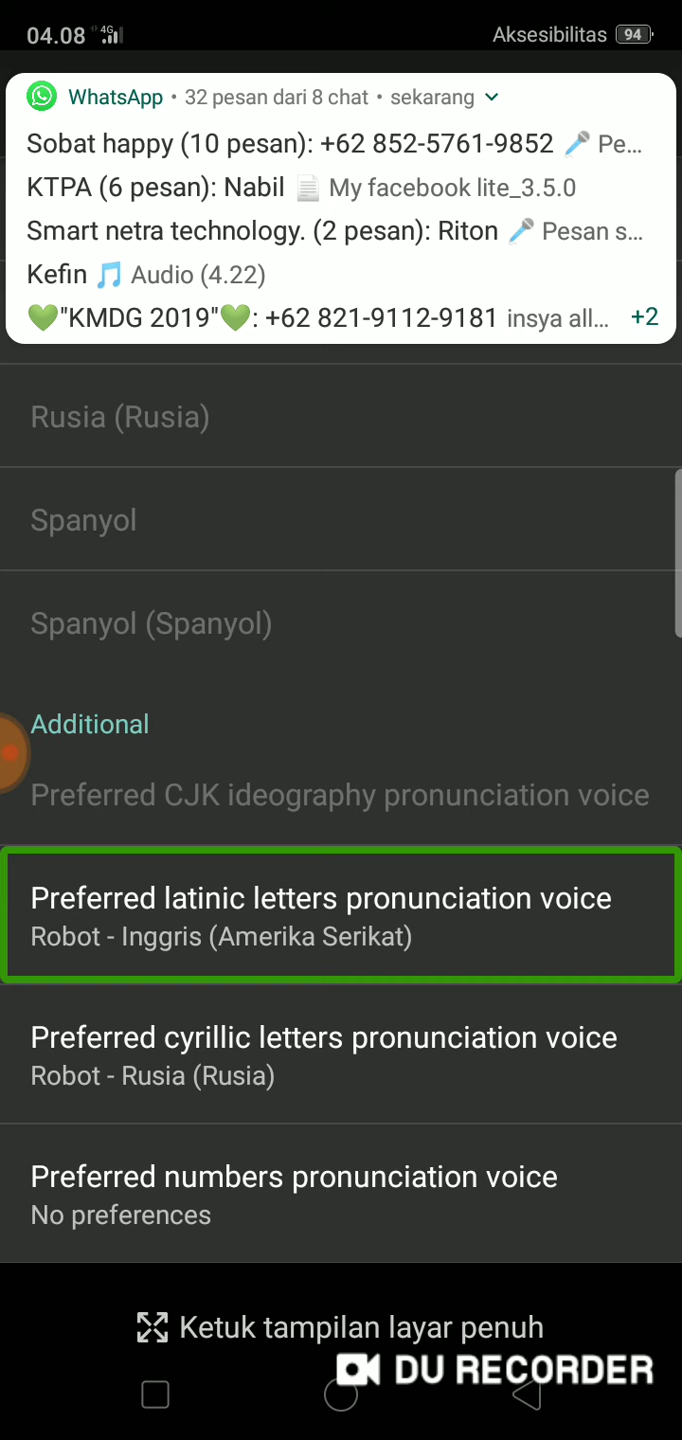 04.08 4G
Aksesibilitas 94
WhatsApp • 32 pesan dari 8 chat • sekarang
Sobat happy (10 pesan): +62 852-5761-9852 🎤 Pe...
KTPA (6 pesan): Nabil 📄 My facebook lite_3.5.0
Smart netra technology. (2 pesan): Riton 🎤 Pesan s...
Kefin 🎵 Audio (4.22)
💚"KMDG 2019"💚: +62 821-9112-9181 insya all... +2
Rusia (Rusia)
Spanyol
Spanyol (Spanyol)
Additional
Preferred CJK ideography pronunciation voice
Preferred latinic letters pronunciation voice
Robot - Inggris (Amerika Serikat)
Preferred cyrillic letters pronunciation voice
Robot - Rusia (Rusia)
Preferred numbers pronunciation voice
No preferences
Ketuk tampilan layar penuh
DU RECORDER